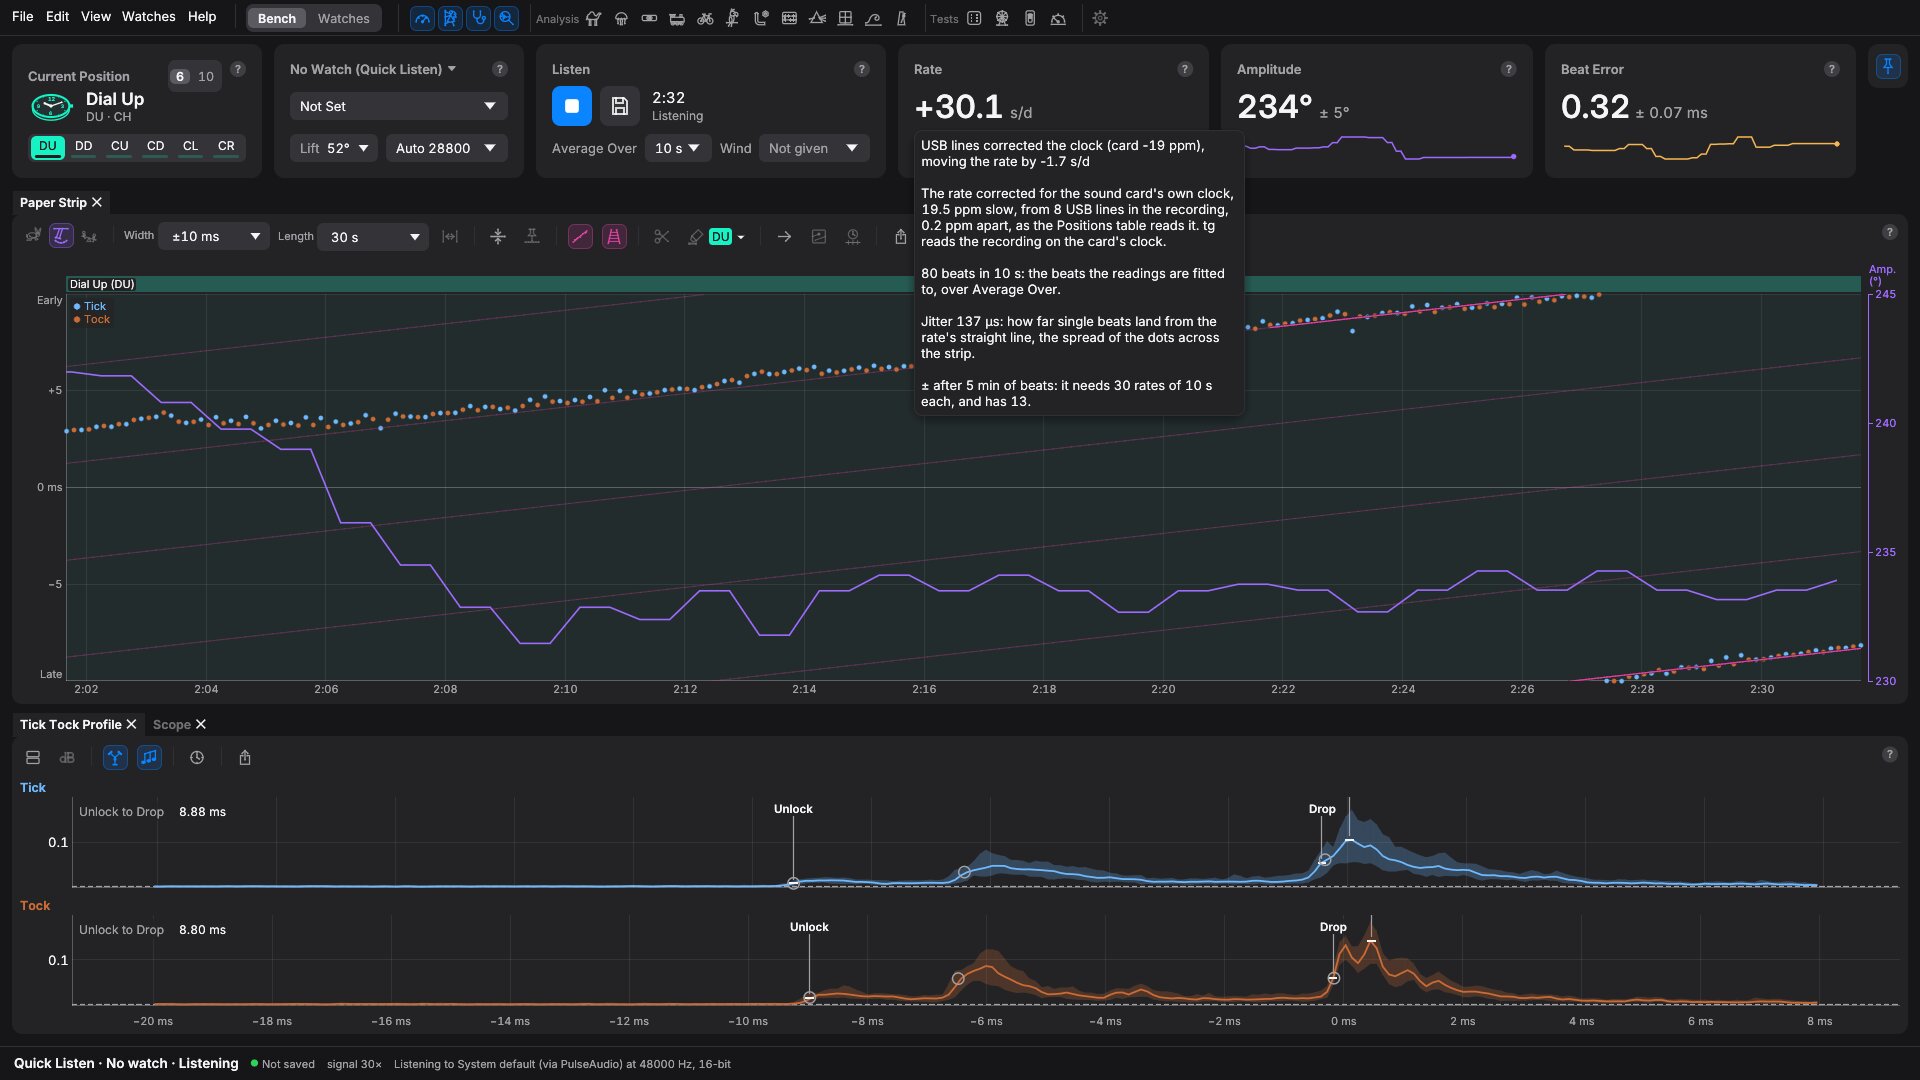 File Edit View Watches Help Bench Watches Analysis Tests
Current Position 6 10 ?
Dial Up
DU · CH
DU DD CU CD CL CR
No Watch (Quick Listen) ?
Not Set
Lift 52° Auto 28800
Listen ?
2:32
Listening
Average Over 10 s Wind Not given
Rate ?
+30.1 s/d
Amplitude ?
234° ± 5°
Beat Error ?
0.32 ± 0.07 ms
USB lines corrected the clock (card -19 ppm),
moving the rate by -1.7 s/d
The rate corrected for the sound card's own clock,
19.5 ppm slow, from 8 USB lines in the recording,
0.2 ppm apart, as the Positions table reads it. tg
reads the recording on the card's clock.
80 beats in 10 s: the beats the readings are fitted
to, over Average Over.
Jitter 137 µs: how far single beats land from the
rate's straight line, the spread of the dots across
the strip.
± after 5 min of beats: it needs 30 rates of 10 s
each, and has 13.
Paper Strip
Width ±10 ms Length 30 s DU ?
Dial Up (DU)
Amp.
(°)
Early
Tick
Tock
+5
0 ms
−5
Late
245
240
235
230
2:02 2:04 2:06 2:08 2:10 2:12 2:14 2:16 2:18 2:20 2:22 2:24 2:26 2:28 2:30
Tick Tock Profile Scope
dB ?
Tick
Unlock to Drop 8.88 ms
Unlock Drop
0.1
Tock
Unlock to Drop 8.80 ms
Unlock Drop
0.1
−20 ms −18 ms −16 ms −14 ms −12 ms −10 ms −8 ms −6 ms −4 ms −2 ms 0 ms 2 ms 4 ms 6 ms 8 ms
Quick Listen · No watch · Listening Not saved signal 30× Listening to System default (via PulseAudio) at 48000 Hz, 16-bit